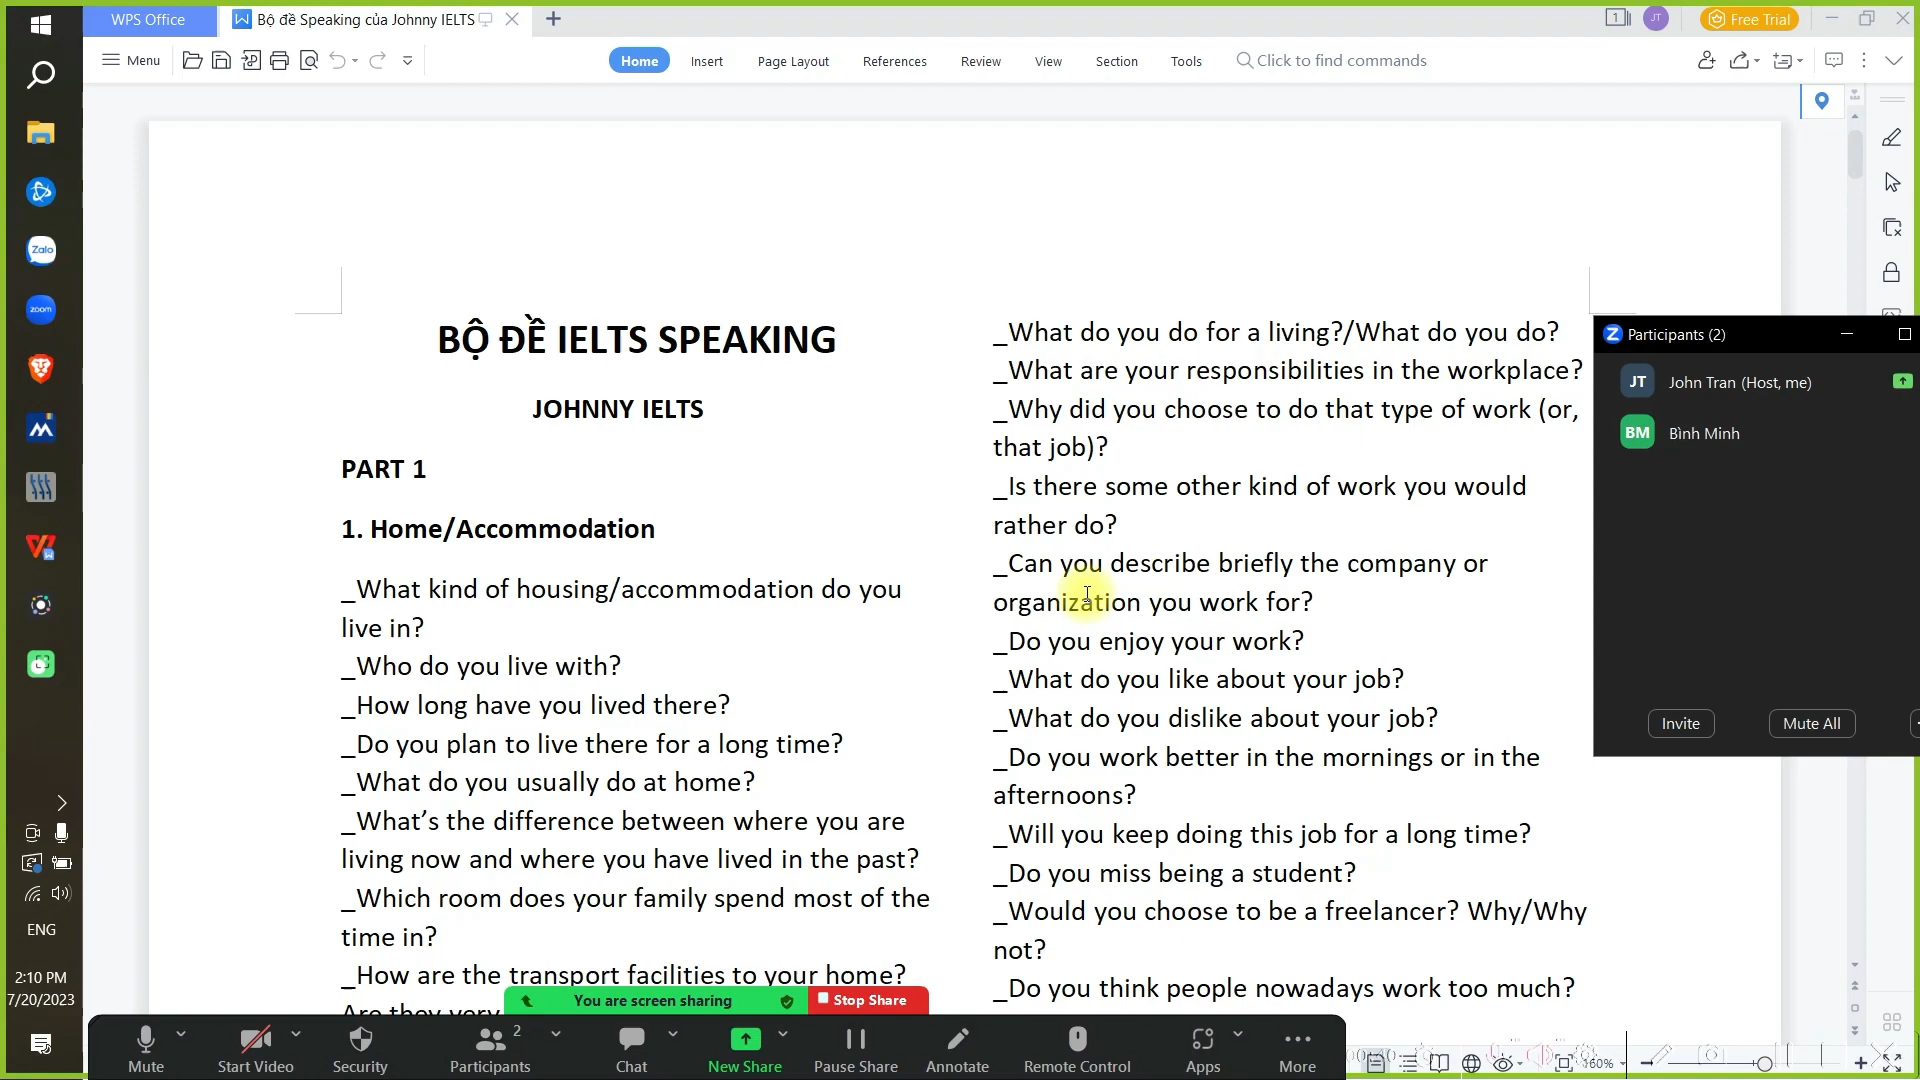 WPS Office
Bộ đề Speaking của Johnny IELTS
1
JT
Free Trial
Menu
Home
Insert
Page Layout
References
Review
View
Section
Tools
Click to find commands
Zalo
zoom
BỘ ĐỀ IELTS SPEAKING
JOHNNY IELTS
PART 1
1. Home/Accommodation
_What kind of housing/accommodation do you
live in?
_Who do you live with?
_How long have you lived there?
_Do you plan to live there for a long time?
_What do you usually do at home?
_What’s the difference between where you are
living now and where you have lived in the past?
_Which room does your family spend most of the
time in?
_How are the transport facilities to your home?
Are they very
_What do you do for a living?/What do you do?
_What are your responsibilities in the workplace?
_Why did you choose to do that type of work (or,
that job)?
_Is there some other kind of work you would
rather do?
_Can you describe briefly the company or
organization you work for?
_Do you enjoy your work?
_What do you like about your job?
_What do you dislike about your job?
_Do you work better in the mornings or in the
afternoons?
_Will you keep doing this job for a long time?
_Do you miss being a student?
_Would you choose to be a freelancer? Why/Why
not?
_Do you think people nowadays work too much?
Participants (2)
JT
John Tran (Host, me)
BM
Bình Minh
Invite
Mute All
ENG
2:10 PM
7/20/2023
You are screen sharing
Stop Share
Mute
Start Video
Security
Participants
2
Chat
New Share
Pause Share
Annotate
Remote Control
Apps
More
160%